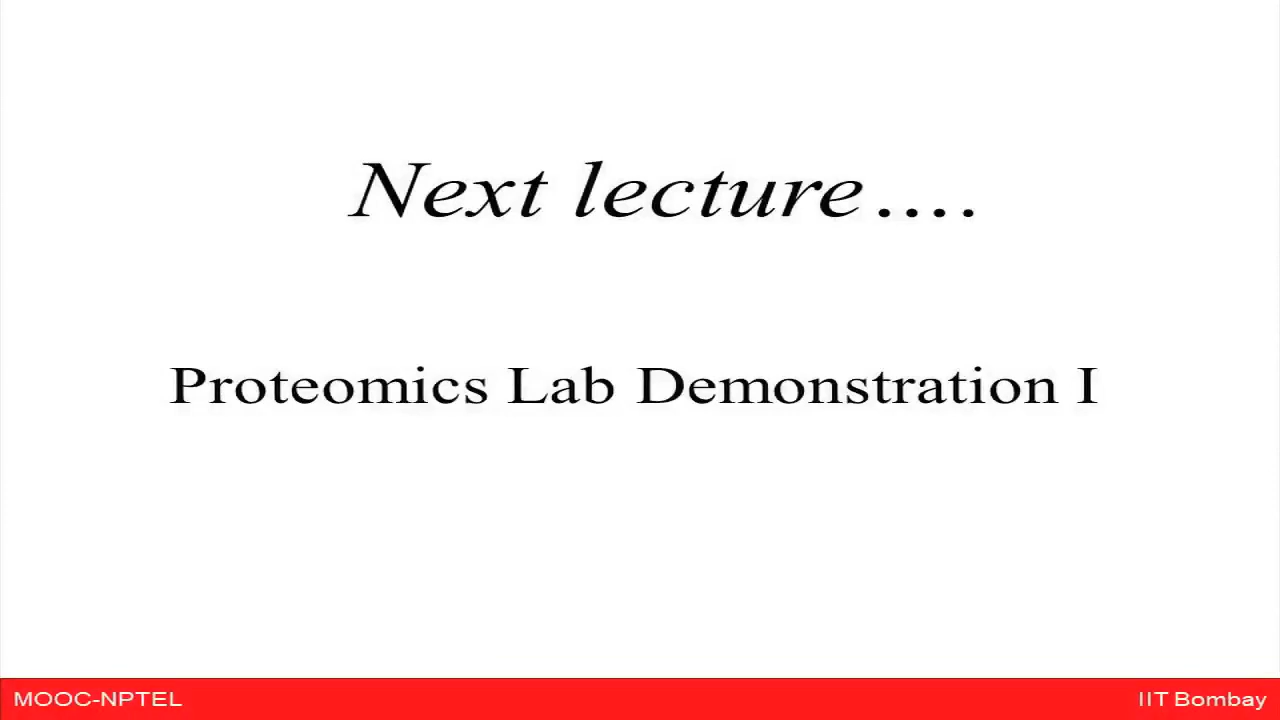 Next lecture....
Proteomics Lab Demonstration I
MOOC-NPTEL
IIT Bombay